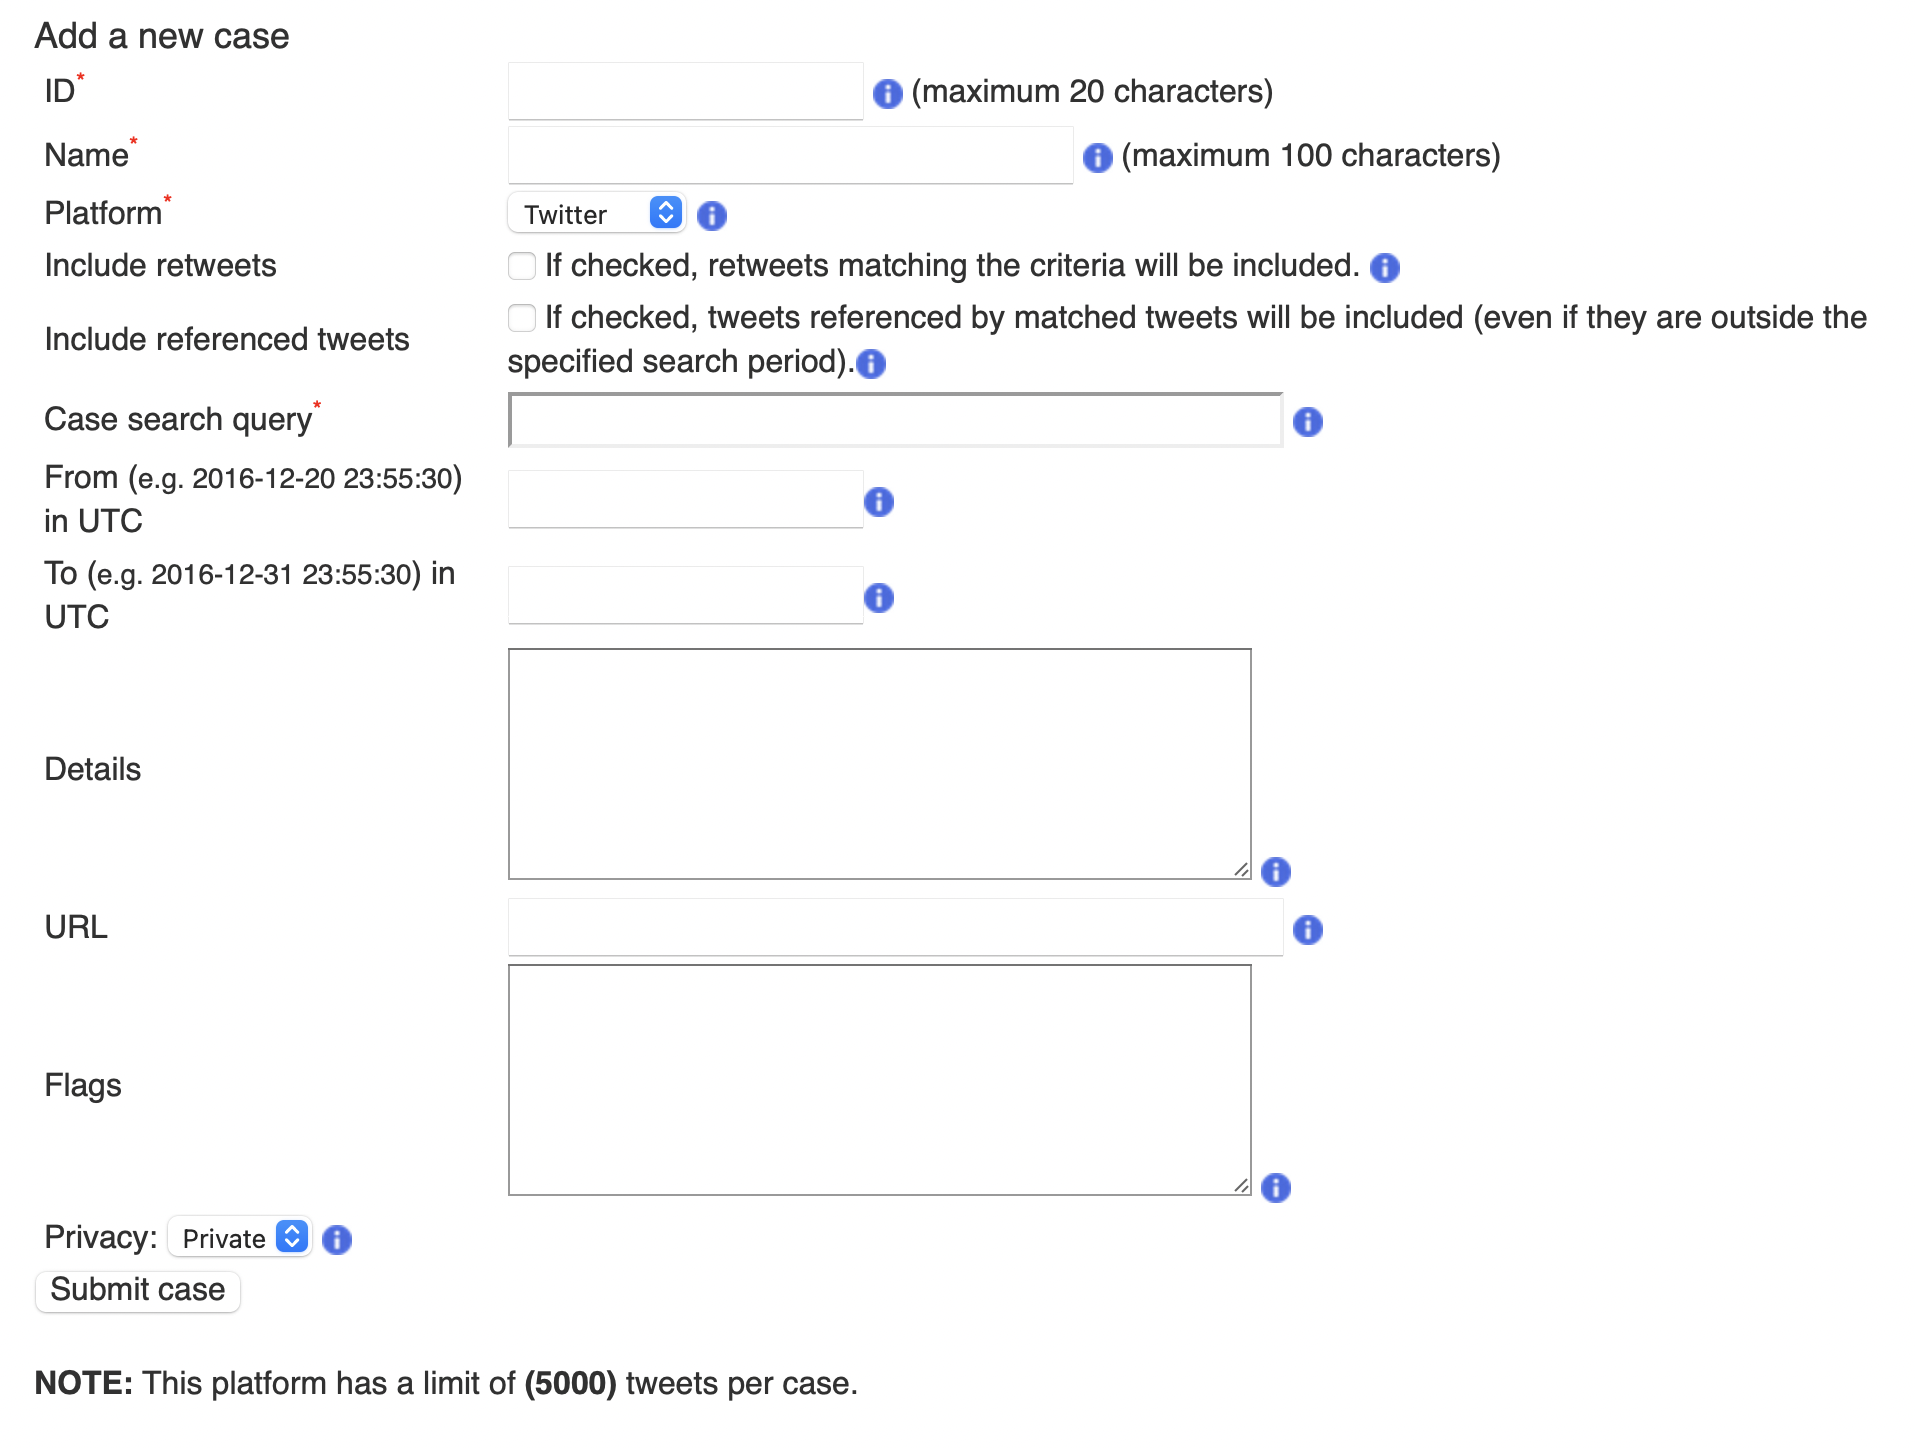 Add a new case
ID* (maximum 20 characters)
Name* (maximum 100 characters)
Platform* Twitter
Include retweets If checked, retweets matching the criteria will be included.
Include referenced tweets If checked, tweets referenced by matched tweets will be included (even if they are outside the
specified search period).
Case search query*
From (e.g. 2016-12-20 23:55:30)
in UTC
To (e.g. 2016-12-31 23:55:30) in
UTC
Details
URL
Flags
Privacy: Private
Submit case
NOTE: This platform has a limit of (5000) tweets per case.